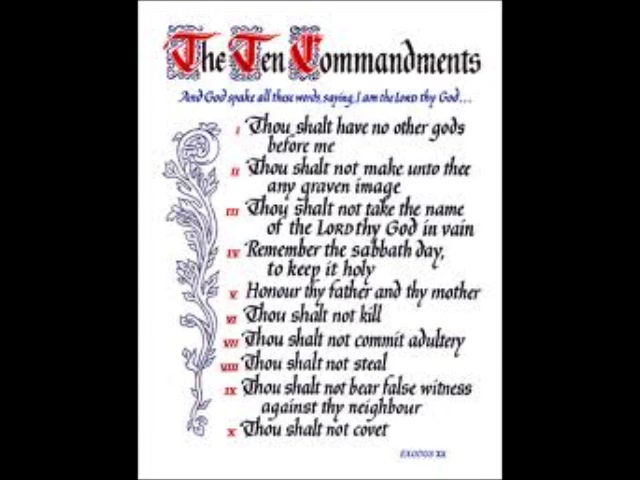 The Ten Commandments
And God spake all these words, saying, I am the LORD thy God...
I Thou shalt have no other gods
before me
II Thou shalt not make unto thee
any graven image
III Thou shalt not take the name
of the LORD thy God in vain
IV Remember the sabbath day,
to keep it holy
V Honour thy father and thy mother
VI Thou shalt not kill
VII Thou shalt not commit adultery
VIII Thou shalt not steal
IX Thou shalt not bear false witness
against thy neighbour
X Thou shalt not covet
EXODUS XX